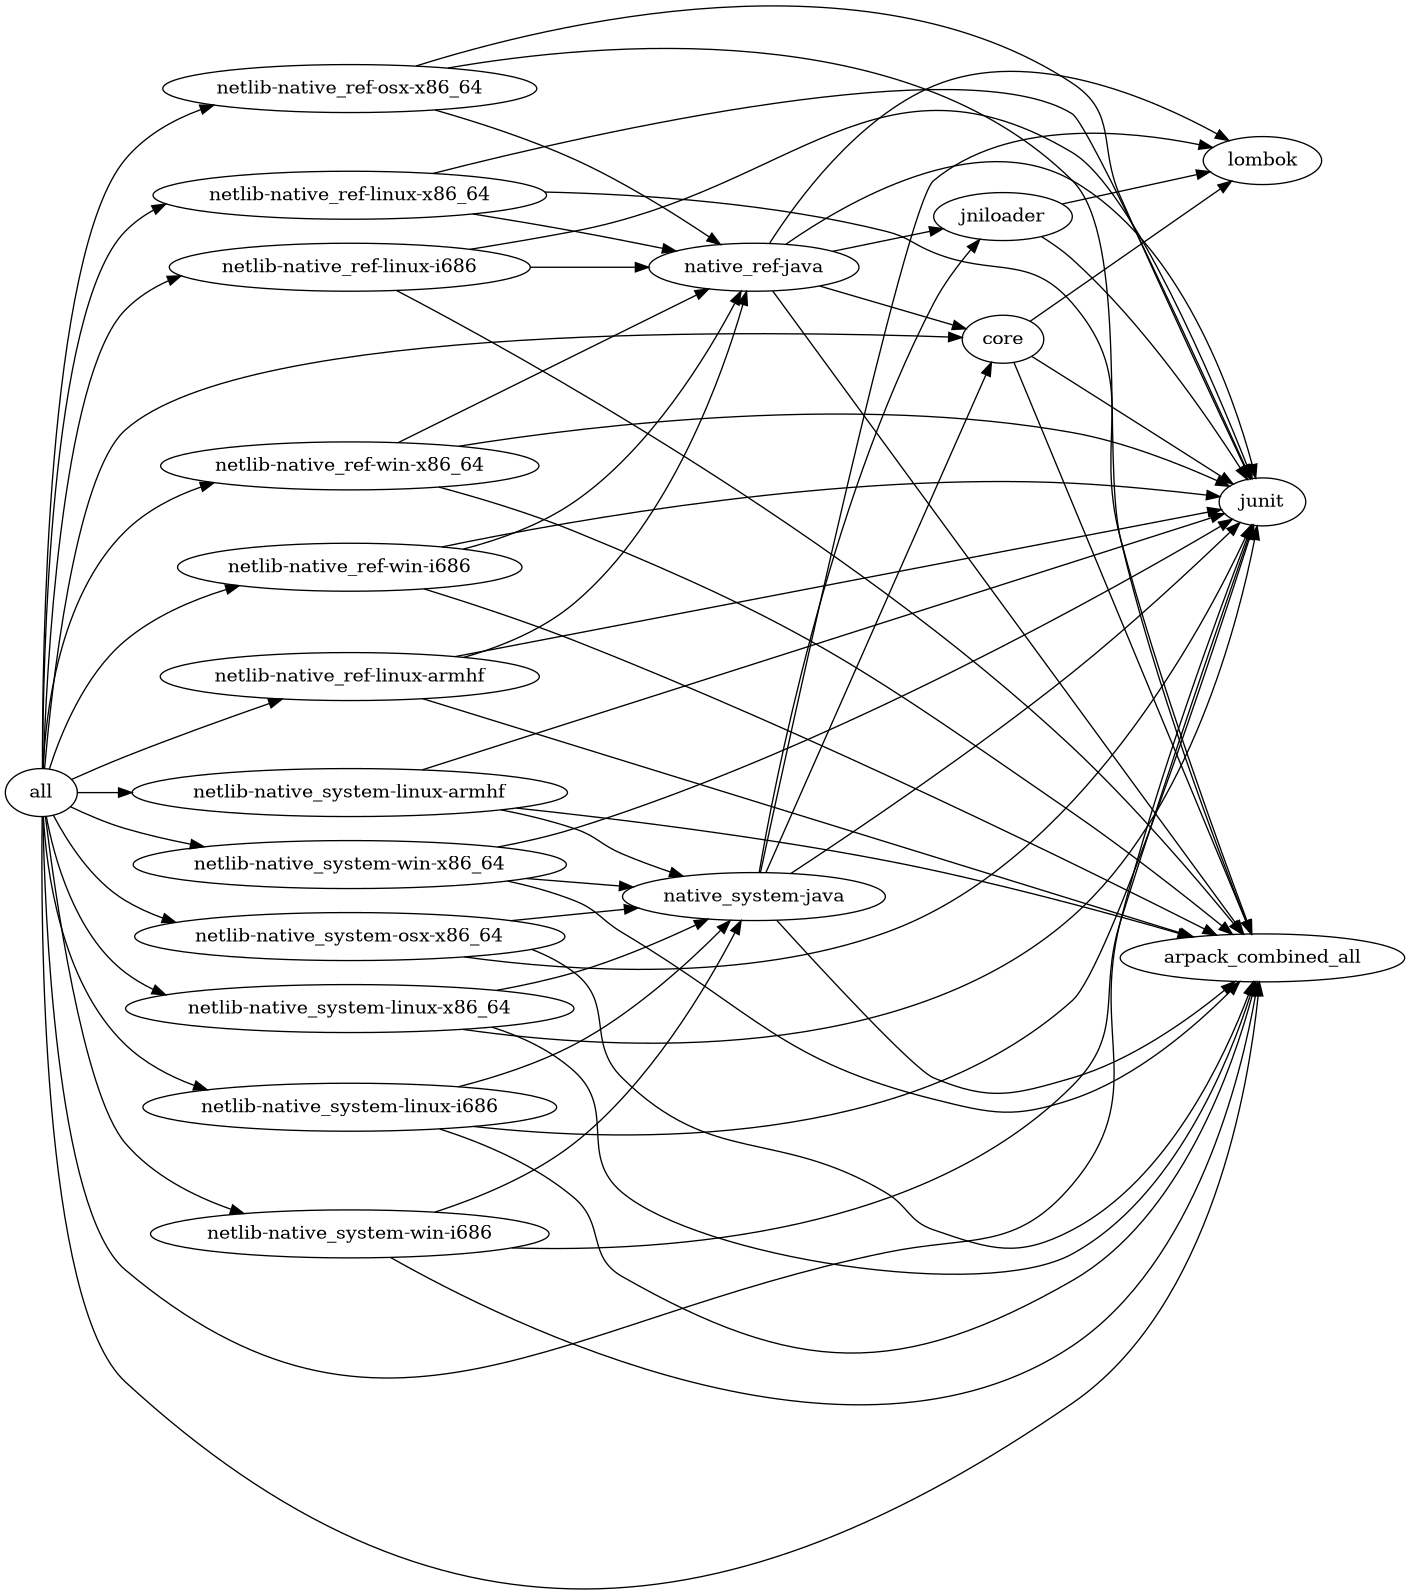 netlib-native_ref-osx-x86_64
lombok
netlib-native_ref-linux-x86_64
jniloader
netlib-native_ref-linux-i686
native_ref-java
core
netlib-native_ref-win-x86_64
junit
netlib-native_ref-win-i686
netlib-native_ref-linux-armhf
all
netlib-native_system-linux-armhf
netlib-native_system-win-x86_64
native_system-java
netlib-native_system-osx-x86_64
arpack_combined_all
netlib-native_system-linux-x86_64
netlib-native_system-linux-i686
netlib-native_system-win-i686